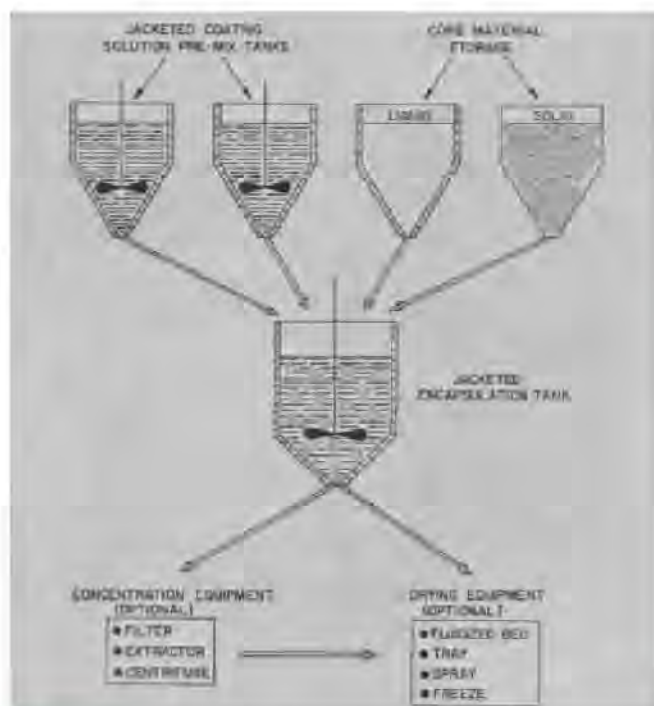 JACKETED COATING
SOLUTION PRE-MIX TANKS
CORE MATERIAL
STORAGE
LIQUID
SOLID
JACKETED
ENCAPSULATION TANK
CONCENTRATION EQUIPMENT
(OPTIONAL)
• FILTER
• EXTRACTOR
• CENTRIFUGE
DRYING EQUIPMENT
(OPTIONAL)
• FLUIDIZED BED
• TRAY
• SPRAY
• FREEZE